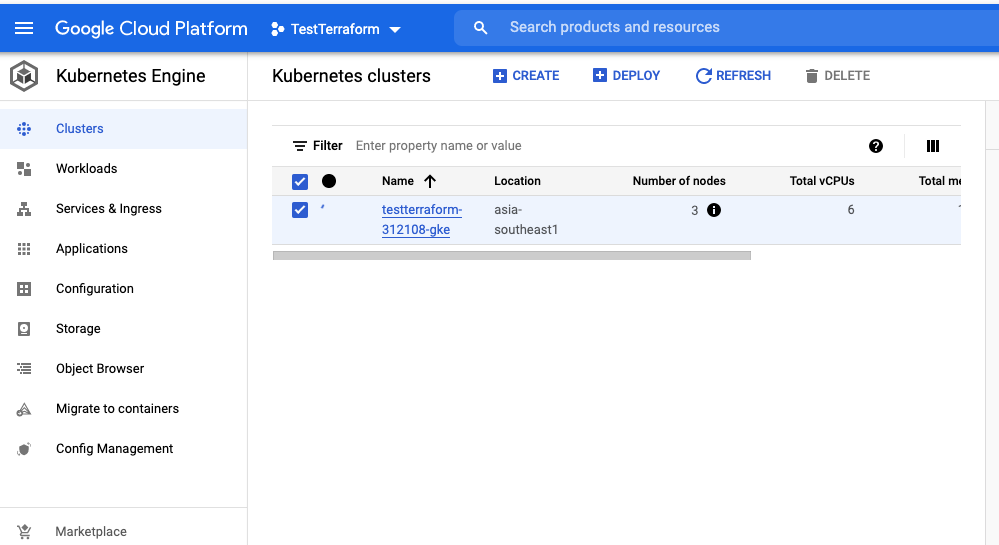 Google Cloud Platform
TestTerraform
Search products and resources
Kubernetes Engine
Kubernetes clusters
CREATE
DEPLOY
REFRESH
DELETE
Clusters
Workloads
Services & Ingress
Applications
Configuration
Storage
Object Browser
Migrate to containers
Config Management
Marketplace
Filter
Enter property name or value
Name
Location
Number of nodes
Total vCPUs
Total
testterraform-
312108-gke
asia-
southeast1
3
6